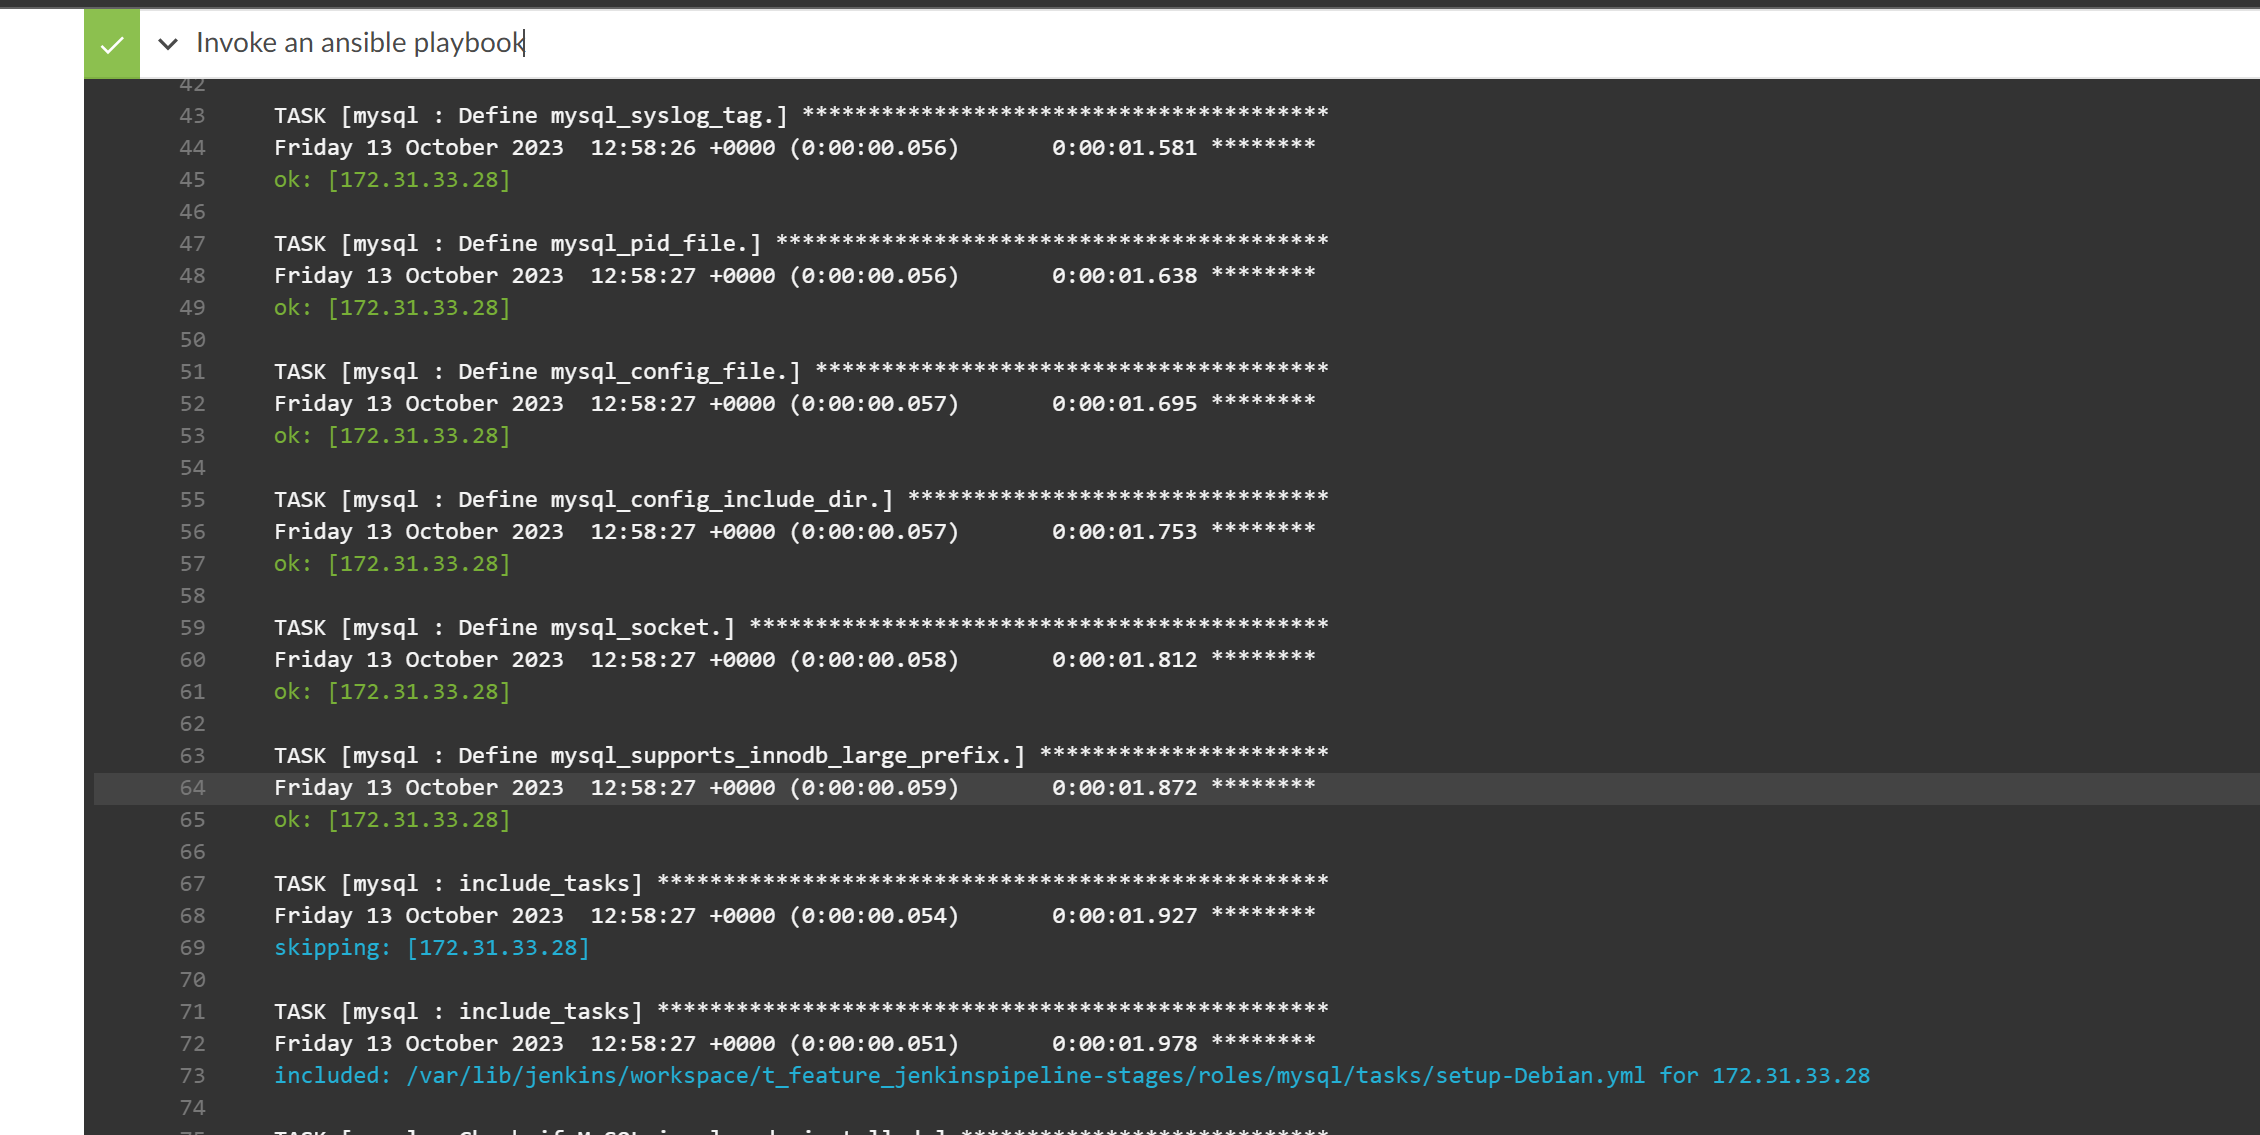 Invoke an ansible playbook
42
43 TASK [mysql : Define mysql_syslog_tag.] ****************************************
44 Friday 13 October 2023  12:58:26 +0000 (0:00:00.056)       0:00:01.581 ********
45 ok: [172.31.33.28]
46
47 TASK [mysql : Define mysql_pid_file.] ******************************************
48 Friday 13 October 2023  12:58:27 +0000 (0:00:00.056)       0:00:01.638 ********
49 ok: [172.31.33.28]
50
51 TASK [mysql : Define mysql_config_file.] ***************************************
52 Friday 13 October 2023  12:58:27 +0000 (0:00:00.057)       0:00:01.695 ********
53 ok: [172.31.33.28]
54
55 TASK [mysql : Define mysql_config_include_dir.] ********************************
56 Friday 13 October 2023  12:58:27 +0000 (0:00:00.057)       0:00:01.753 ********
57 ok: [172.31.33.28]
58
59 TASK [mysql : Define mysql_socket.] ********************************************
60 Friday 13 October 2023  12:58:27 +0000 (0:00:00.058)       0:00:01.812 ********
61 ok: [172.31.33.28]
62
63 TASK [mysql : Define mysql_supports_innodb_large_prefix.] **********************
64 Friday 13 October 2023  12:58:27 +0000 (0:00:00.059)       0:00:01.872 ********
65 ok: [172.31.33.28]
66
67 TASK [mysql : include_tasks] ***************************************************
68 Friday 13 October 2023  12:58:27 +0000 (0:00:00.054)       0:00:01.927 ********
69 skipping: [172.31.33.28]
70
71 TASK [mysql : include_tasks] ***************************************************
72 Friday 13 October 2023  12:58:27 +0000 (0:00:00.051)       0:00:01.978 ********
73 included: /var/lib/jenkins/workspace/t_feature_jenkinspipeline-stages/roles/mysql/tasks/setup-Debian.yml for 172.31.33.28
74